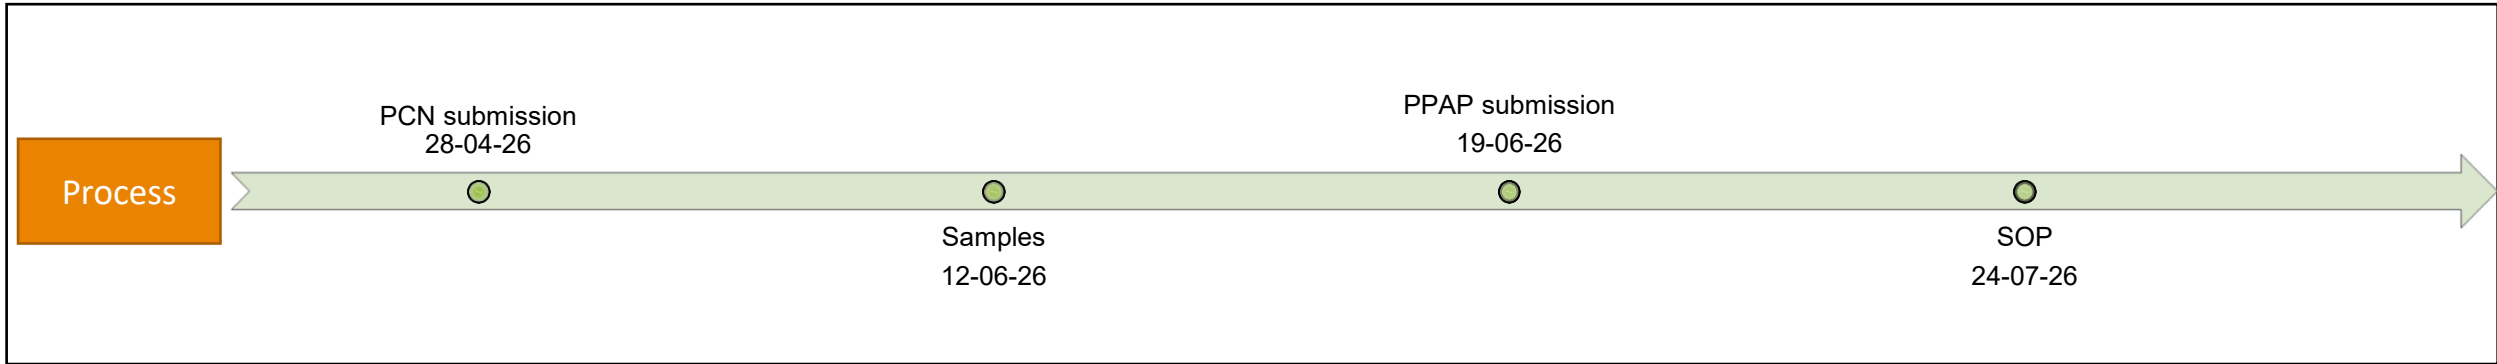 Process
PCN submission
28-04-26
Samples
12-06-26
PPAP submission
19-06-26
SOP
24-07-26